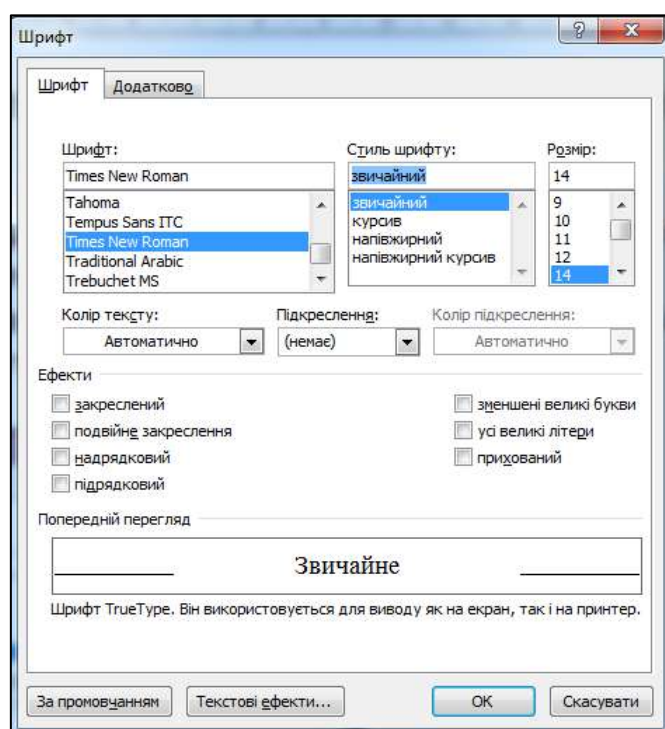 Шрифт
Шрифт Додатково
Шрифт: Стиль шрифту: Розмір:
Times New Roman звичайний 14
Tahoma звичайний 9
Tempus Sans ITC курсив 10
Times New Roman напівжирний 11
Traditional Arabic напівжирний курсив 12
Trebuchet MS 14
Колір тексту: Підкреслення: Колір підкреслення:
Автоматично (немає) Автоматично
Ефекти
закреслений зменшені великі букви
подвійне закреслення усі великі літери
надрядковий прихований
підрядковий
Попередній перегляд
Звичайне
Шрифт TrueType. Він використовується для виводу як на екран, так і на принтер.
За промовчанням Текстові ефекти... ОК Скасувати